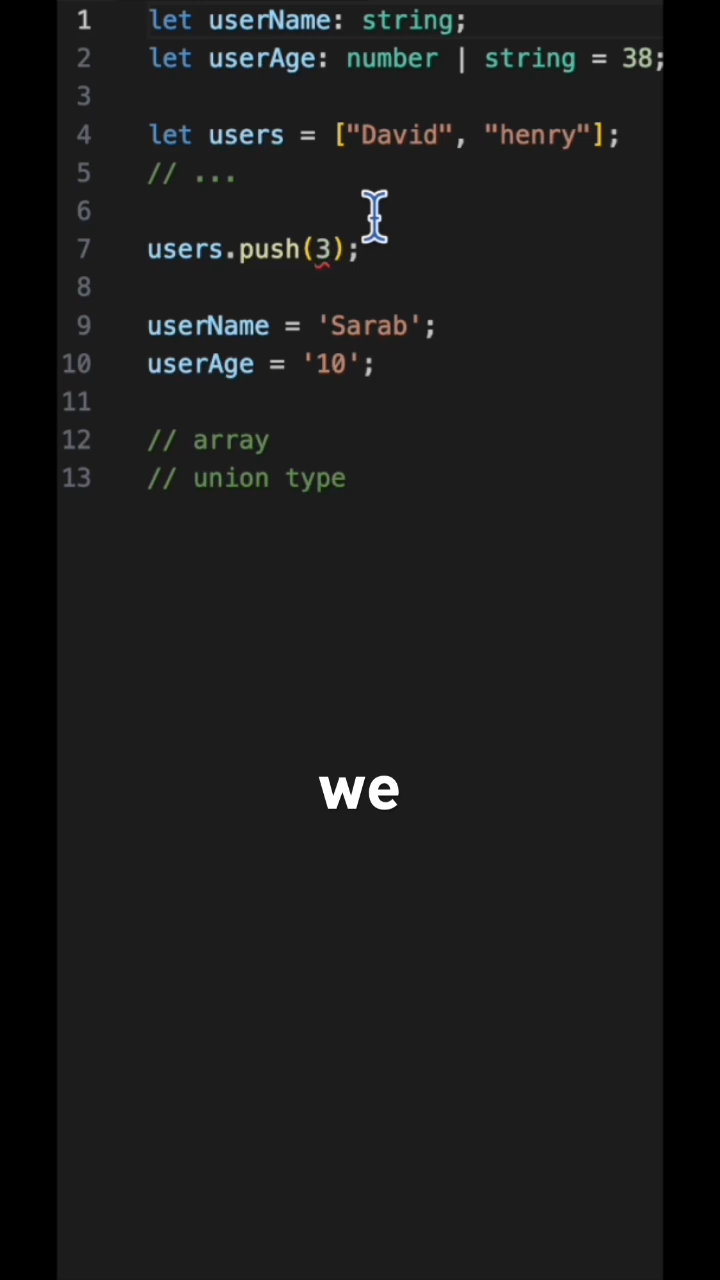 1 let userName: string;
2 let userAge: number | string = 38;
3
4 let users = ["David", "henry"];
5 // ...
6
7 users.push(3);
8
9 userName = 'Sarab';
10 userAge = '10';
11
12 // array
13 // union type
we